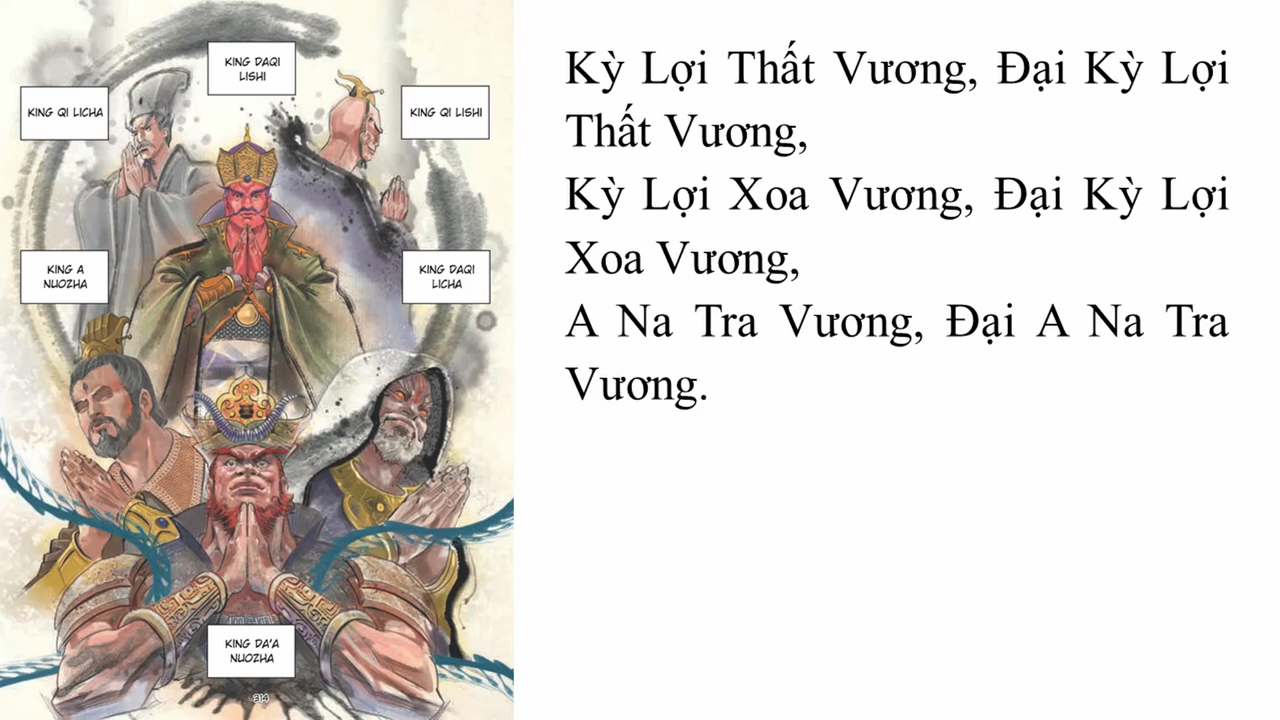 KING DAQI
LISHI
KING QI LICHA
KING QI LISHI
KING A
NUOZHA
KING DAQI
LICHA
KING DA'A
NUOZHA
314
Kỳ Lợi Thất Vương, Đại Kỳ Lợi
Thất Vương,
Kỳ Lợi Xoa Vương, Đại Kỳ Lợi
Xoa Vương,
A Na Tra Vương, Đại A Na Tra
Vương.